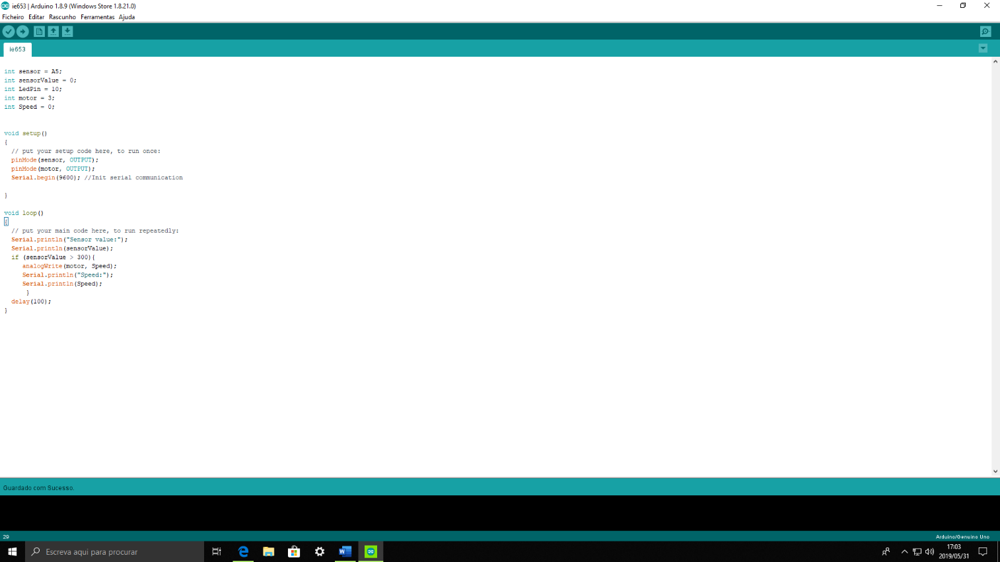 ie653 | Arduino 1.8.9 (Windows Store 1.8.21.0)
Ficheiro Editar Rascunho Ferramentas Ajuda
ie653
int sensor = A5;
int sensorValue = 0;
int LedPin = 10;
int motor = 3;
int Speed = 0;
void setup()
{
// put your setup code here, to run once:
pinMode(sensor, OUTPUT);
pinMode(motor, OUTPUT);
Serial.begin(9600); //Init serial communication
}
void loop()
{
// put your main code here, to run repeatedly:
Serial.println("Sensor value:");
Serial.println(sensorValue);
if (sensorValue > 300){
analogWrite(motor, Speed);
Serial.println("Speed:");
Serial.println(Speed);
}
delay(100);
}
Guardado com Sucesso.
29
Arduino/Genuino Uno
Escreva aqui para procurar
17:03
2019/05/31